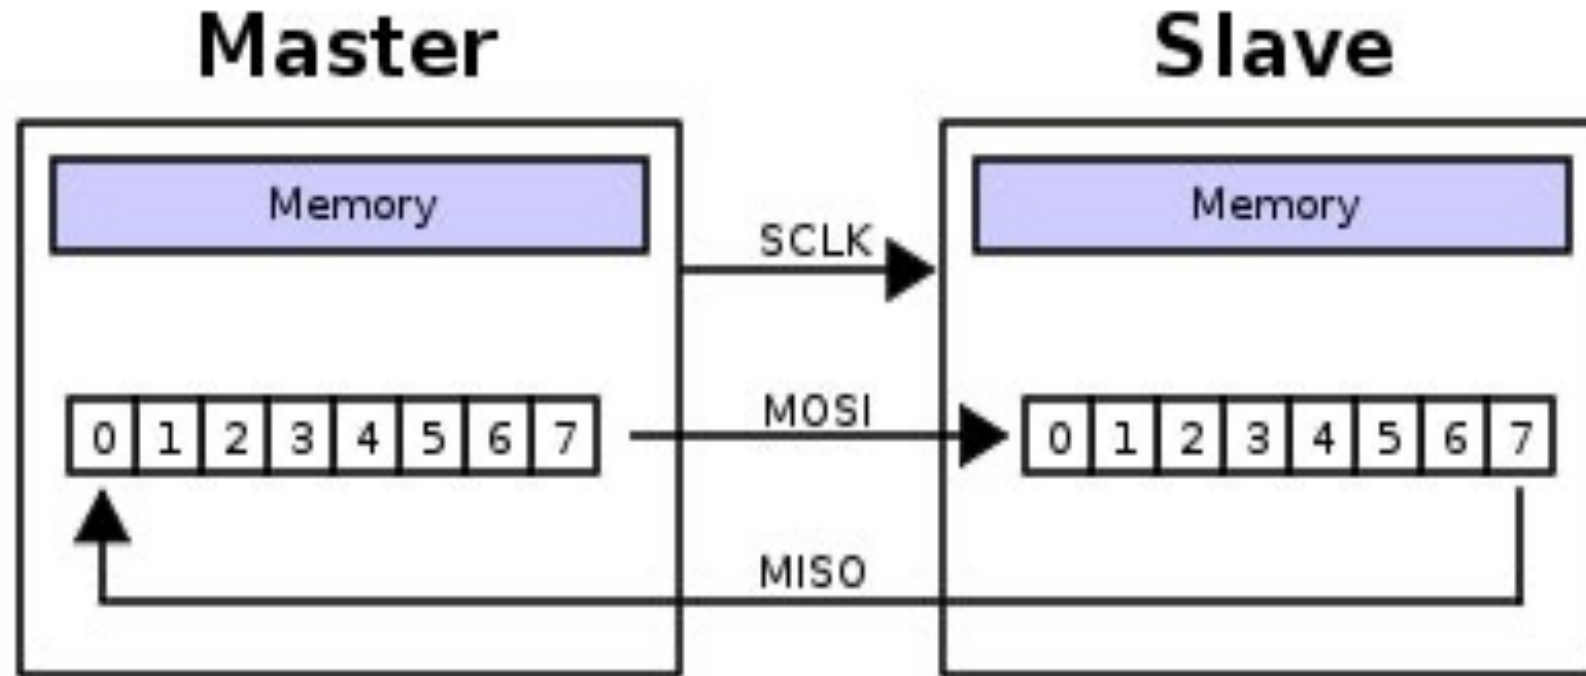 Master Slave
Memory Memory
SCLK
0 1 2 3 4 5 6 7 MOSI 0 1 2 3 4 5 6 7
MISO